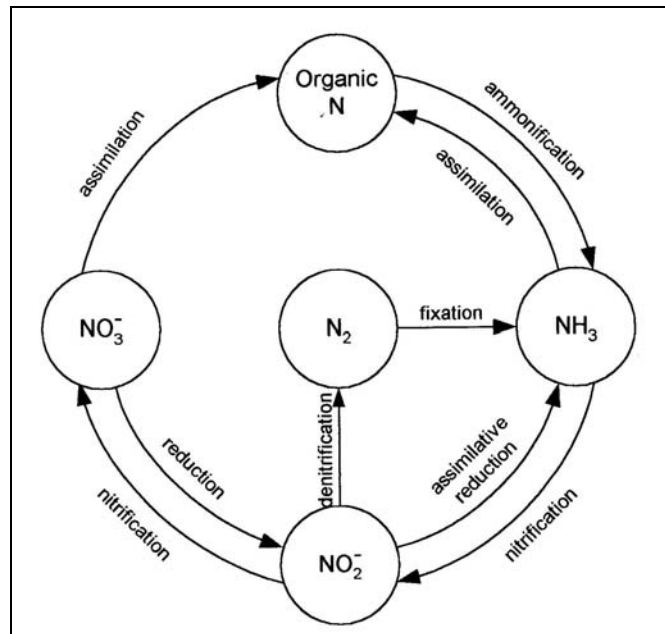 Organic
N
ammonification
assimilation
assimilation
NO₃⁻
N₂
fixation
NH₃
reduction
nitrification
denitrification
assimilative
reduction
nitrification
NO₂⁻